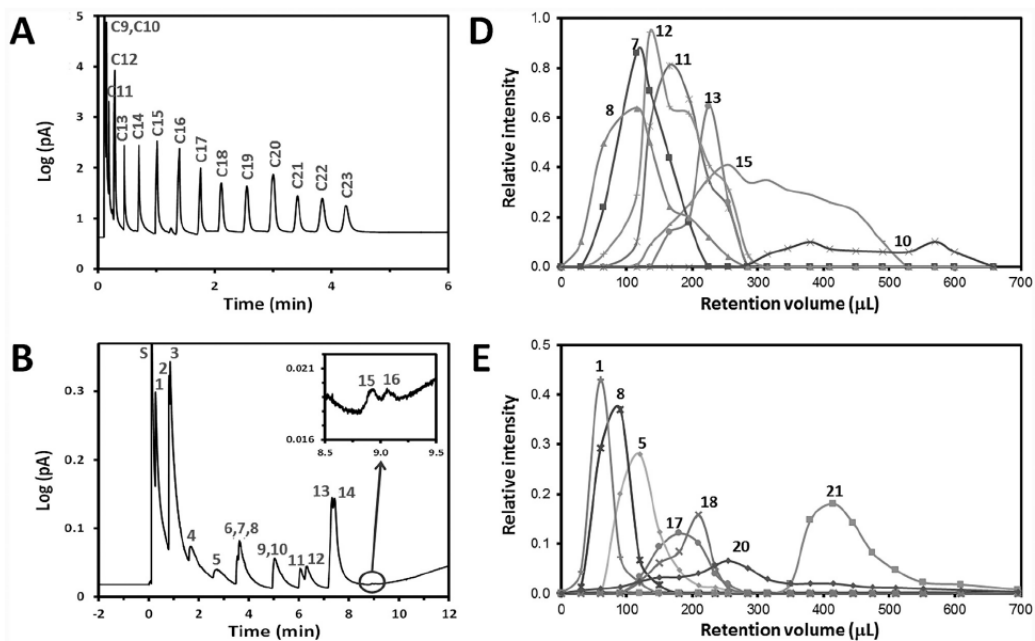 A
Log (pA)
5
4
3
2
1
0
C9,C10
C12
C11
C13
C14
C15
C16
C17
C18
C19
C20
C21
C22
C23
0
2
4
6
Time (min)
B
Log (pA)
0.3
0.2
0.1
0
S
3
2
1
4
5
6,7,8
9,10
11
12
13 14
0.021
0.016
15 16
8.5 9.0 9.5
-2 0 2 4 6 8 10 12
Time (min)
D
Relative intensity
1.0
0.8
0.6
0.4
0.2
0.0
7
12
11
8
13
15
10
0 100 200 300 400 500 600 700
Retention volume (µL)
E
Relative intensity
0.5
0.4
0.3
0.2
0.1
0.0
1
8
5
17
18
20
21
0 100 200 300 400 500 600 700
Retention volume (µL)